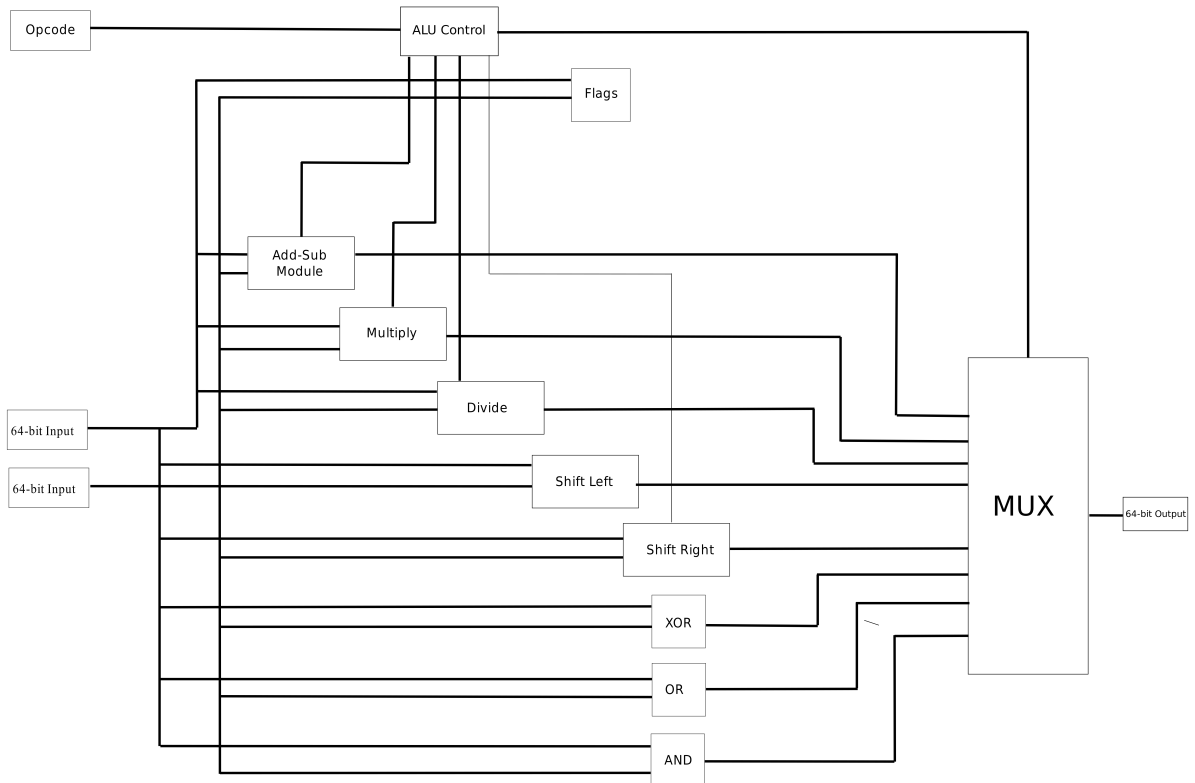 Opcode
ALU Control
Flags
Add-Sub
Module
Multiply
Divide
64-bit Input
Shift Left
64-bit Input
MUX
64-bit Output
Shift Right
XOR
OR
AND